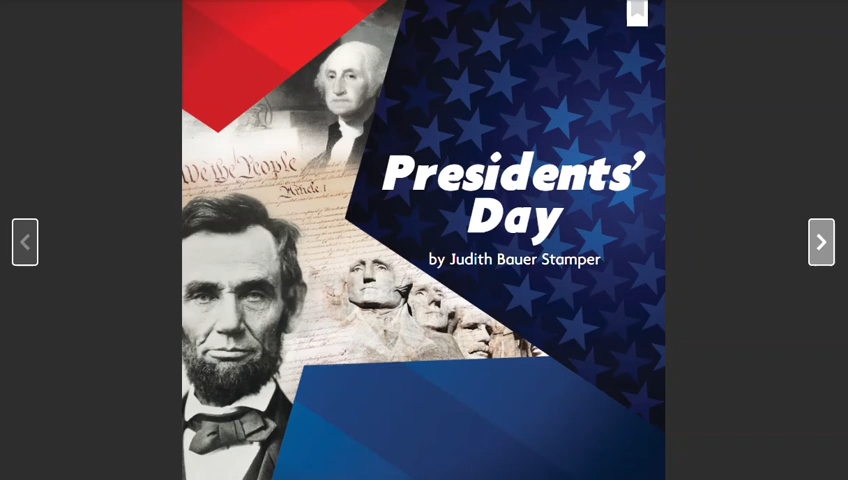 We the People
Article 1
Presidents’
Day
by Judith Bauer Stamper